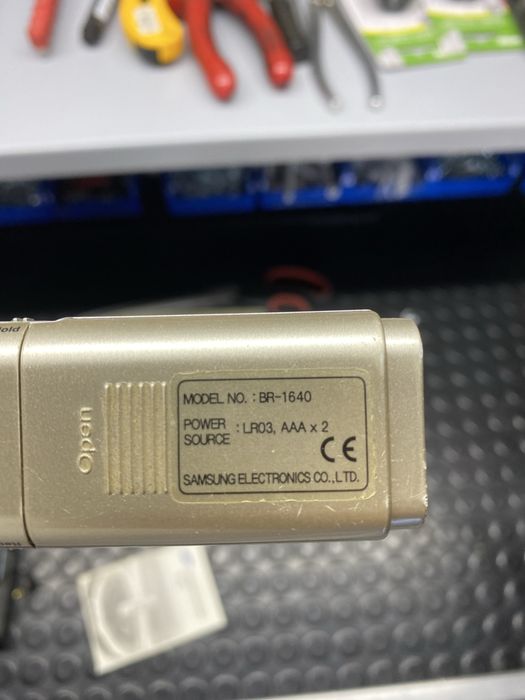 Open
MODEL NO. : BR-1640
POWER SOURCE : LR03, AAA x 2
CE
SAMSUNG ELECTRONICS CO.,LTD.